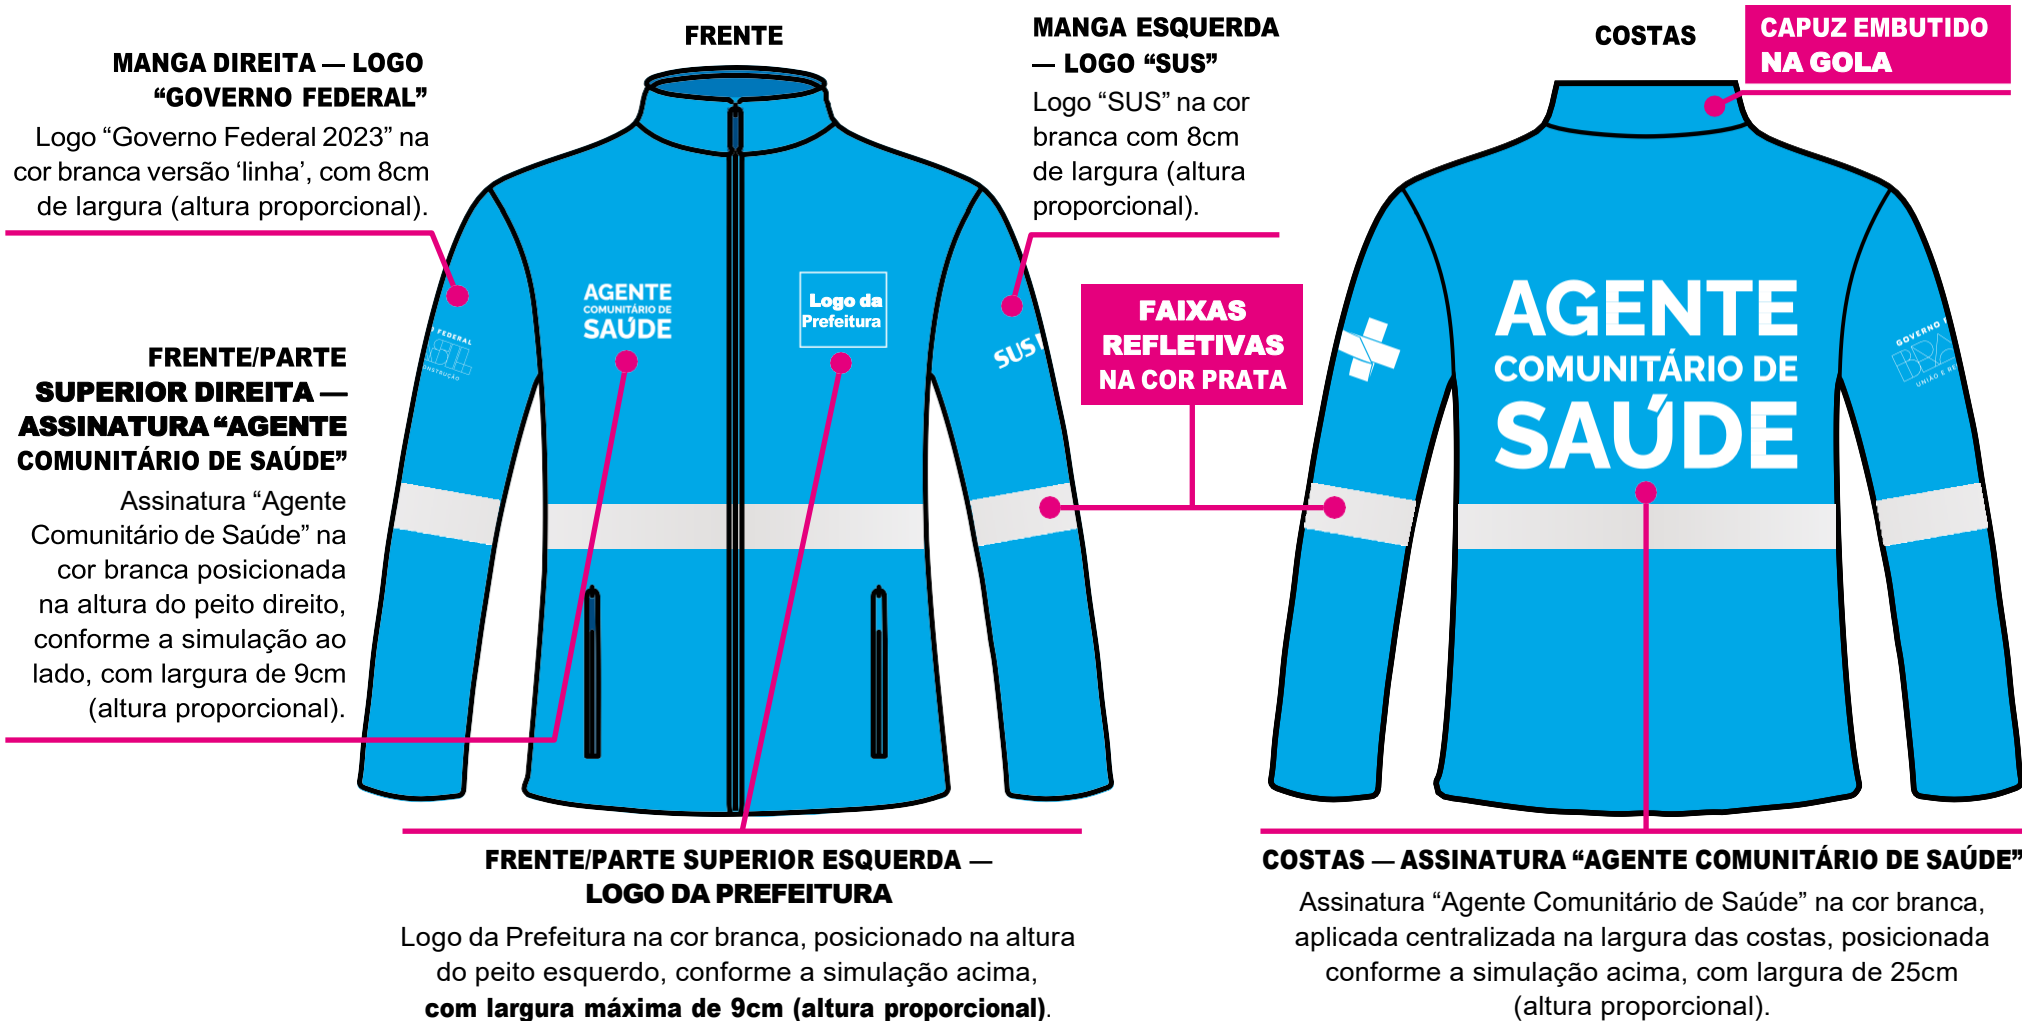 MANGA DIREITA — LOGO
“GOVERNO FEDERAL”
Logo “Governo Federal 2023” na
cor branca versão ‘linha’, com 8cm
de largura (altura proporcional).
FRENTE/PARTE
SUPERIOR DIREITA —
ASSINATURA “AGENTE
COMUNITÁRIO DE SAÚDE”
Assinatura “Agente
Comunitário de Saúde” na
cor branca posicionada
na altura do peito direito,
conforme a simulação ao
lado, com largura de 9cm
(altura proporcional).
FRENTE
FEDERAL
AGENTE
COMUNITÁRIO DE
SAÚDE
Logo da
Prefeitura
SUS
MANGA ESQUERDA
— LOGO “SUS”
Logo “SUS” na cor
branca com 8cm
de largura (altura
proporcional).
FAIXAS
REFLETIVAS
NA COR PRATA
FRENTE/PARTE SUPERIOR ESQUERDA —
LOGO DA PREFEITURA
Logo da Prefeitura na cor branca, posicionado na altura
do peito esquerdo, conforme a simulação acima,
com largura máxima de 9cm (altura proporcional).
COSTAS
CAPUZ EMBUTIDO
NA GOLA
AGENTE
COMUNITÁRIO DE
SAÚDE
GOVERNO
BRA
UNIÃO E RE
COSTAS — ASSINATURA “AGENTE COMUNITÁRIO DE SAÚDE”
Assinatura “Agente Comunitário de Saúde” na cor branca,
aplicada centralizada na largura das costas, posicionada
conforme a simulação acima, com largura de 25cm
(altura proporcional).